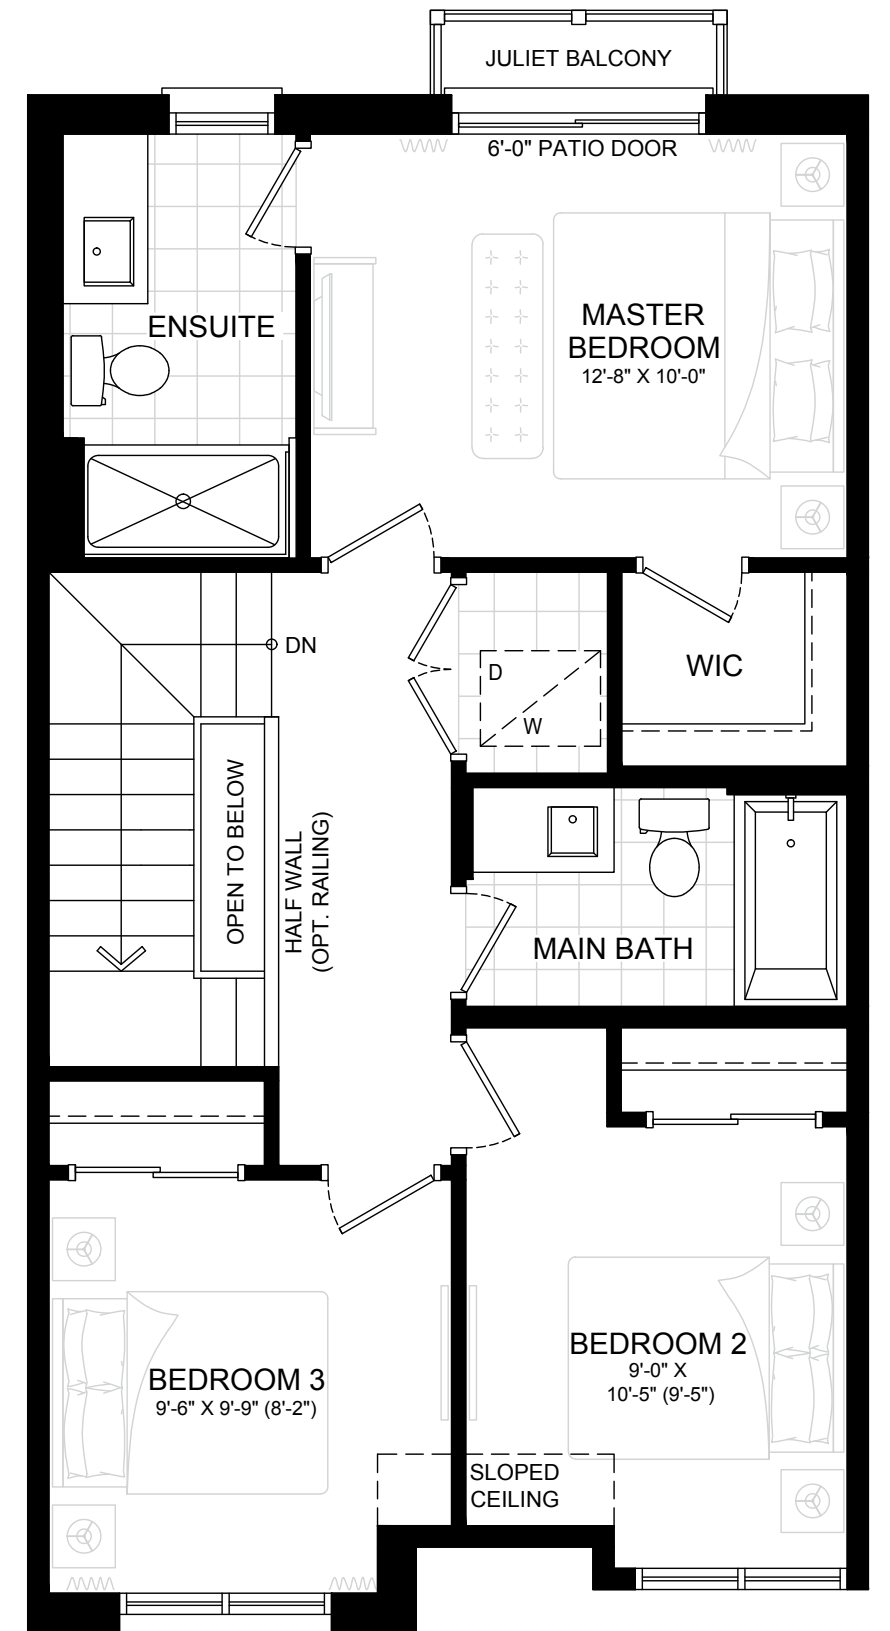 JULIET BALCONY
6'-0" PATIO DOOR
ENSUITE
MASTER
BEDROOM
12'-8" X 10'-0"
DN
D
W
WIC
OPEN TO BELOW
HALF WALL
(OPT. RAILING)
MAIN BATH
BEDROOM 2
9'-0" X
10'-5" (9'-5")
BEDROOM 3
9'-6" X 9'-9" (8'-2")
SLOPED
CEILING